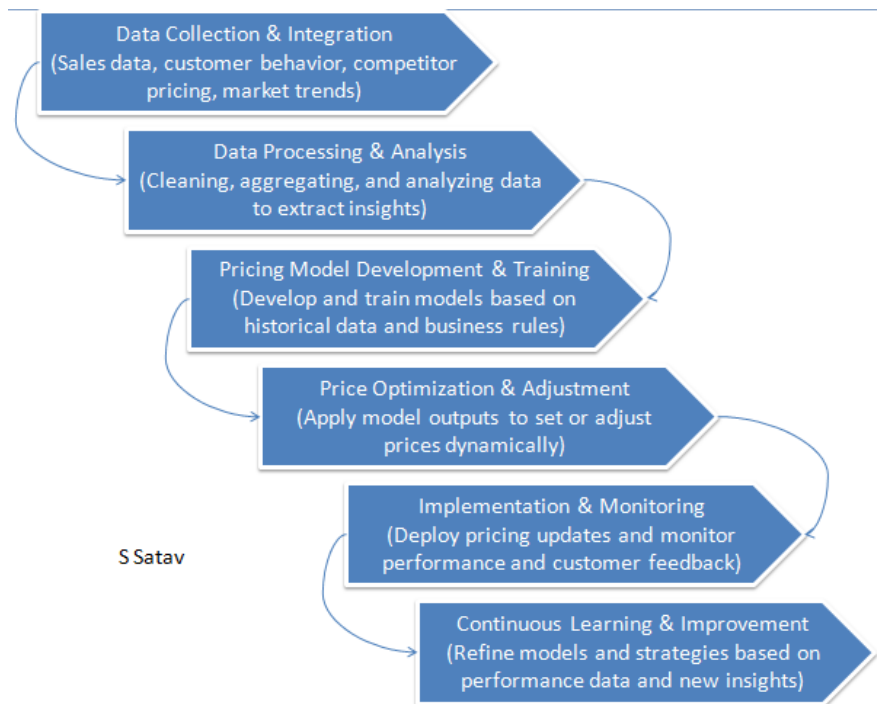 Data Collection & Integration
(Sales data, customer behavior, competitor
pricing, market trends)
Data Processing & Analysis
(Cleaning, aggregating, and analyzing data
to extract insights)
Pricing Model Development & Training
(Develop and train models based on
historical data and business rules)
Price Optimization & Adjustment
(Apply model outputs to set or adjust
prices dynamically)
Implementation & Monitoring
(Deploy pricing updates and monitor
performance and customer feedback)
S Satav
Continuous Learning & Improvement
(Refine models and strategies based on
performance data and new insights)